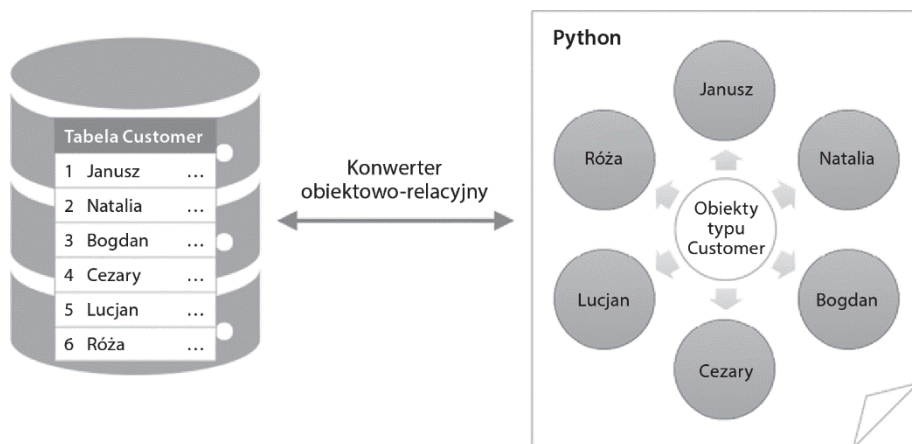 Tabela Customer
1 Janusz ...
2 Natalia ...
3 Bogdan ...
4 Cezary ...
5 Lucjan ...
6 Róża ...
Konwerter
obiektowo-relacyjny
Python
Janusz
Róża
Natalia
Obiekty
typu
Customer
Lucjan
Bogdan
Cezary